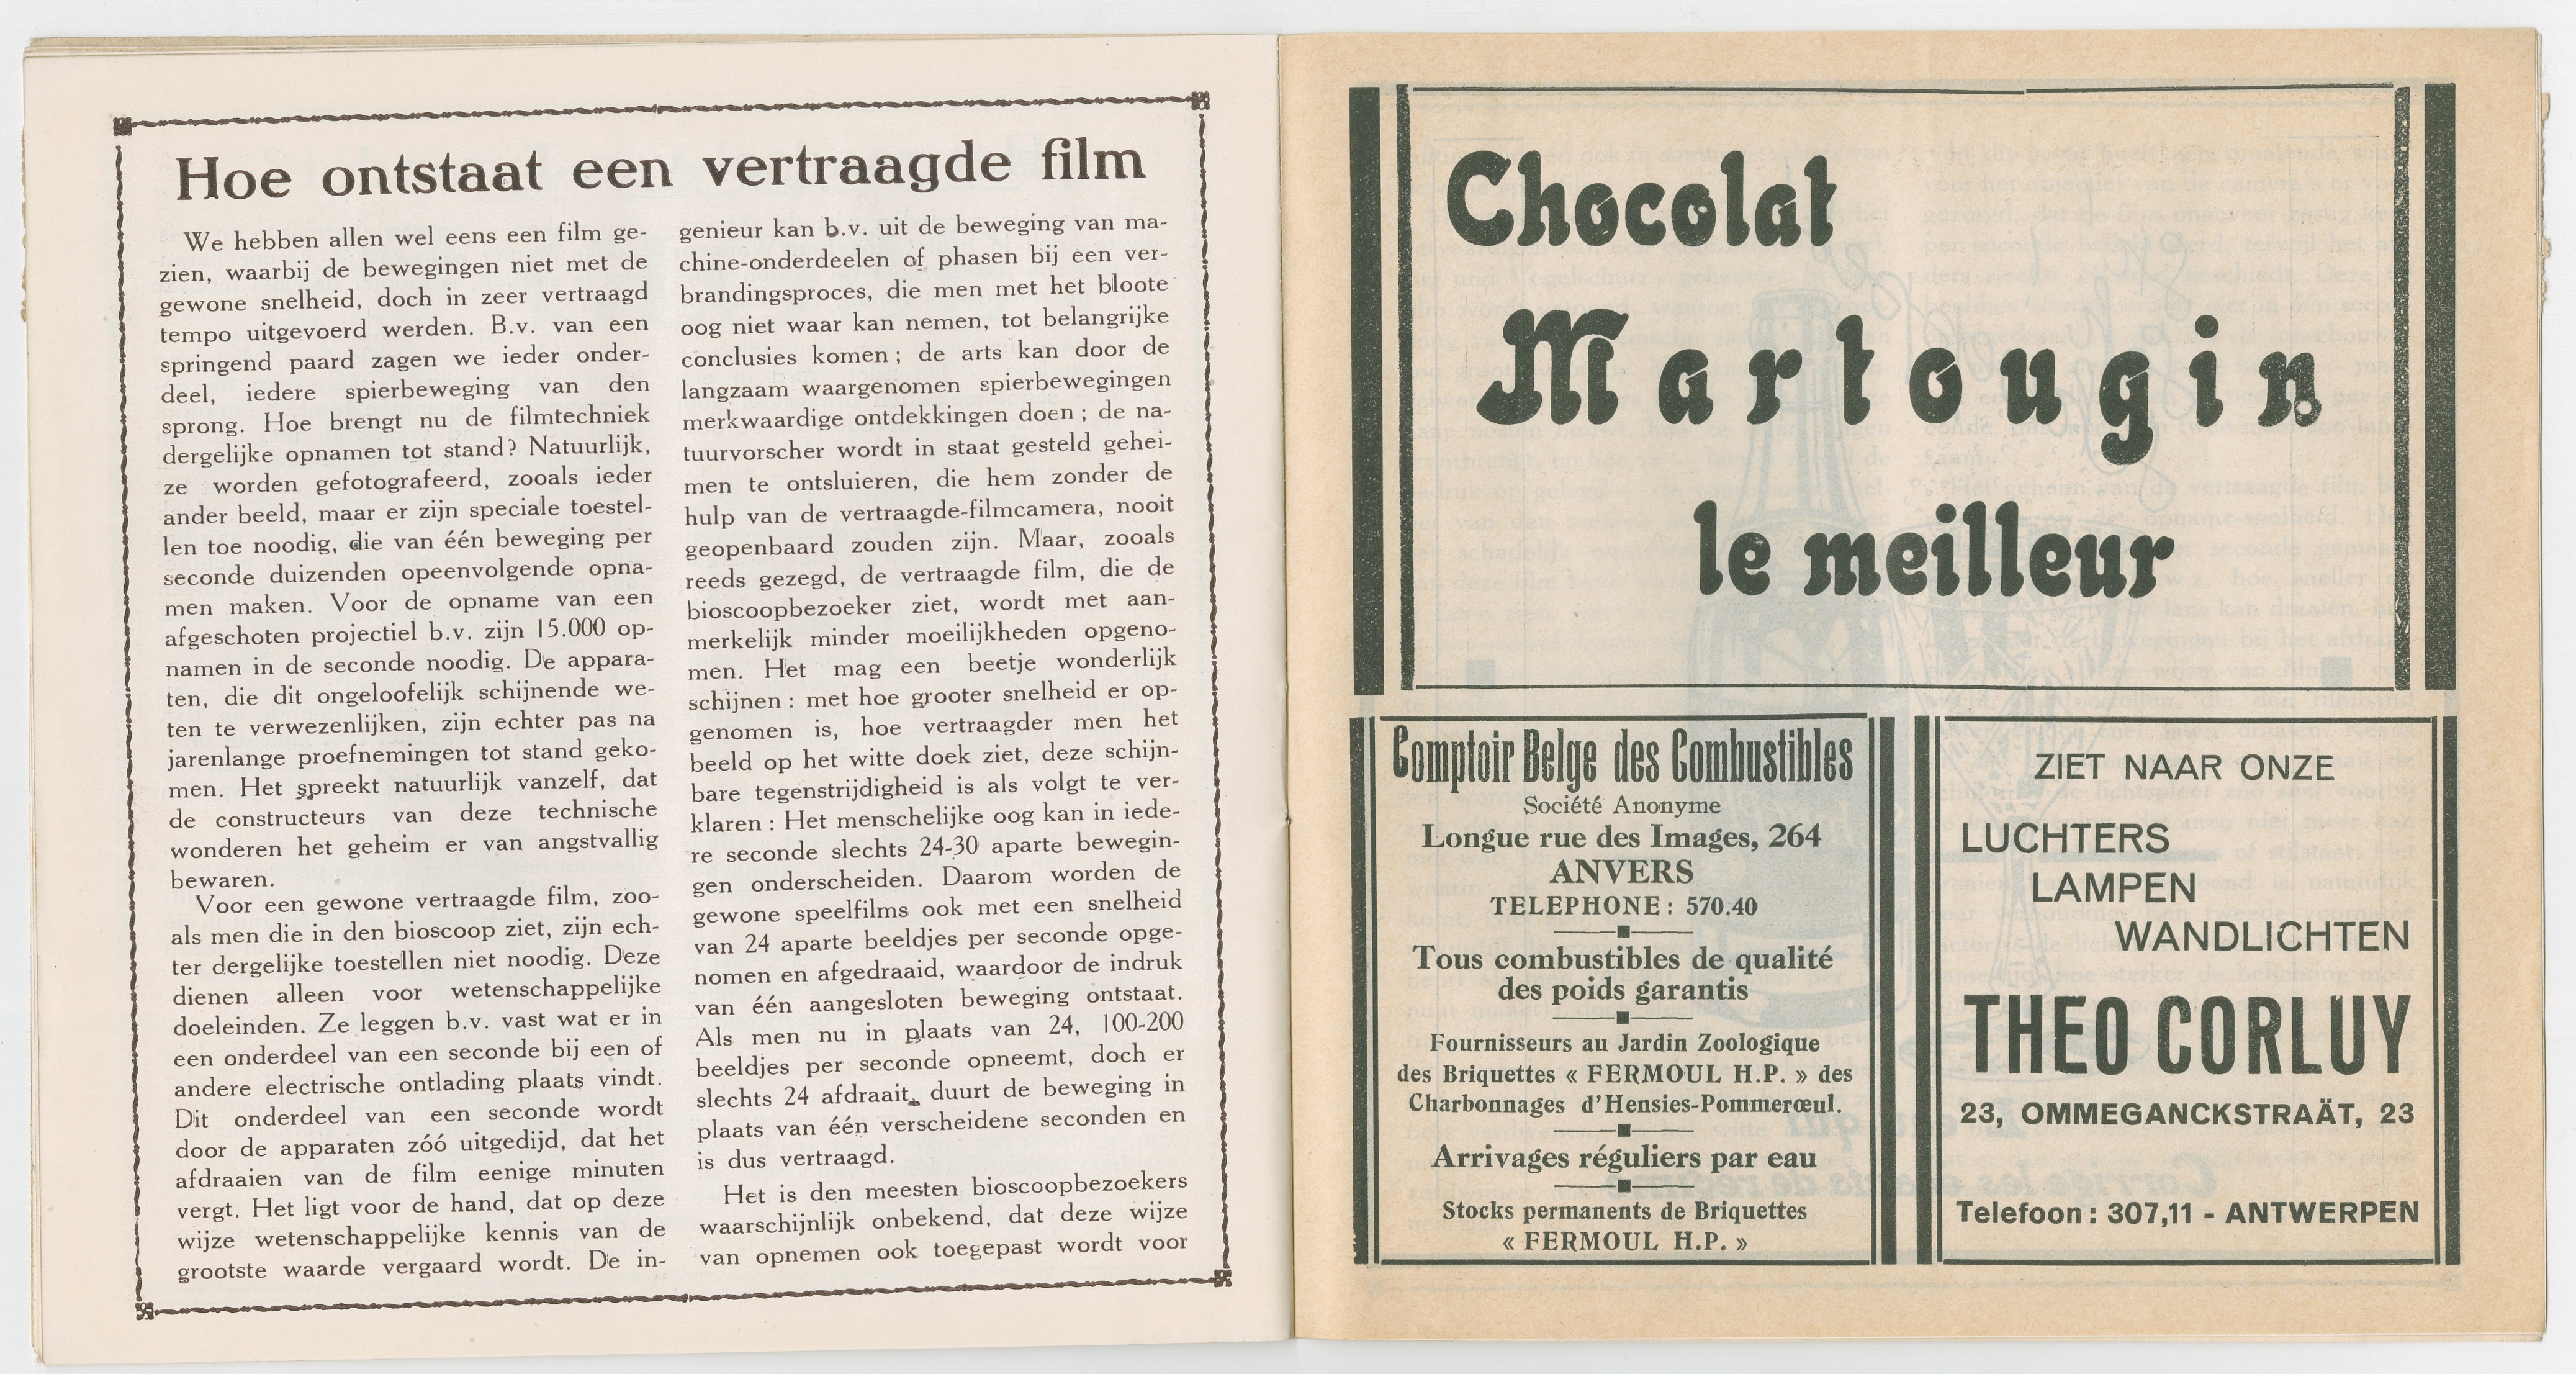 Hoe ontstaat een vertraagde film
We hebben allen wel eens een film ge-
zien, waarbij de bewegingen niet met de
gewone snelheid, doch in zeer vertraagd
tempo uitgevoerd werden. B.v. van een
springend paard zagen we ieder onder-
deel, iedere spierbeweging van den
sprong. Hoe brengt nu de filmtechniek
dergelijke opnamen tot stand? Natuurlijk,
ze worden gefotografeerd, zooals ieder
ander beeld, maar er zijn speciale toestel-
len toe noodig, die van één beweging per
seconde duizenden opeenvolgende opna-
men maken. Voor de opname van een
afgeschoten projectiel b.v. zijn 15.000 op-
namen in de seconde noodig. De appara-
ten, die dit ongeloofelijk schijnende we-
ten te verwezenlijken, zijn echter pas na
jarenlange proefnemingen tot stand geko-
men. Het spreekt natuurlijk vanzelf, dat
de constructeurs van deze technische
wonderen het geheim er van angstvallig
bewaren.
Voor een gewone vertraagde film, zoo-
als men die in den bioscoop ziet, zijn ech-
ter dergelijke toestellen niet noodig. Deze
dienen alleen voor wetenschappelijke
doeleinden. Ze leggen b.v. vast wat er in
een onderdeel van een seconde bij een of
andere electrische ontlading plaats vindt.
Dit onderdeel van een seconde wordt
door de apparaten zóó uitgedijd, dat het
afdraaien van de film eenige minuten
vergt. Het ligt voor de hand, dat op deze
wijze wetenschappelijke kennis van de
grootste waarde vergaard wordt. De in-
genieur kan b.v. uit de beweging van ma-
chine-onderdeelen of phasen bij een ver-
brandingsproces, die men met het bloote
oog niet waar kan nemen, tot belangrijke
conclusies komen; de arts kan door de
langzaam waargenomen spierbewegingen
merkwaardige ontdekkingen doen; de na-
tuurvorscher wordt in staat gesteld gehei-
men te ontsluieren, die hem zonder de
hulp van de vertraagde-filmcamera, nooit
geopenbaard zouden zijn. Maar, zooals
reeds gezegd, de vertraagde film, die de
bioscoopbezoeker ziet, wordt met aan-
merkelijk minder moeilijkheden opgeno-
men. Het mag een beetje wonderlijk
schijnen: met hoe grooter snelheid er op-
genomen is, hoe vertraagder men het
beeld op het witte doek ziet, deze schijn-
bare tegenstrijdigheid is als volgt te ver-
klaren: Het menschelijke oog kan in iede-
re seconde slechts 24-30 aparte bewegin-
gen onderscheiden. Daarom worden de
gewone speelfilms ook met een snelheid
van 24 aparte beeldjes per seconde opge-
nomen en afgedraaid, waardoor de indruk
van één aangesloten beweging ontstaat.
Als men nu in plaats van 24, 100-200
beeldjes per seconde opneemt, doch er
slechts 24 afdraait, duurt de beweging in
plaats van één verscheidene seconden en
is dus vertraagd.
Het is den meesten bioscoopbezoekers
waarschijnlijk onbekend, dat deze wijze
van opnemen ook toegepast wordt voor
Chocolat
Martougin
le meilleur
Comptoir Belge des Combustibles
Société Anonyme
Longue rue des Images, 264
ANVERS
TELEPHONE: 570.40
Tous combustibles de qualité
des poids garantis
Fournisseurs au Jardin Zoologique
des Briquettes « FERMOUL H.P. » des
Charbonnages d'Hensies-Pommerœul.
Arrivages réguliers par eau
Stocks permanents de Briquettes
« FERMOUL H.P. »
ZIET NAAR ONZE
LUCHTERS
LAMPEN
WANDLICHTEN
THEO CORLUY
23, OMMEGANCKSTRAÄT, 23
Telefoon: 307,11 - ANTWERPEN